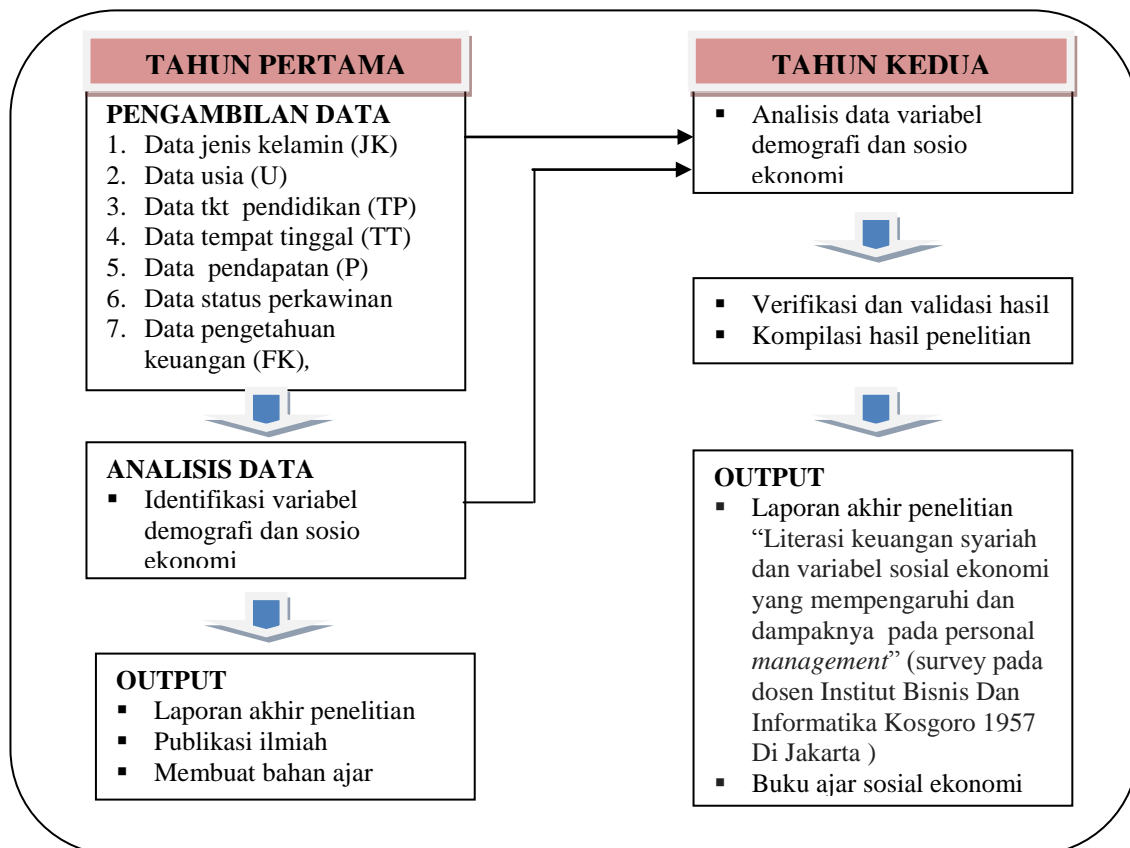 TAHUN PERTAMA
PENGAMBILAN DATA
1. Data jenis kelamin (JK)
2. Data usia (U)
3. Data tkt pendidikan (TP)
4. Data tempat tinggal (TT)
5. Data pendapatan (P)
6. Data status perkawinan
7. Data pengetahuan
keuangan (FK),
ANALISIS DATA
▪ Identifikasi variabel
demografi dan sosio
ekonomi
OUTPUT
▪ Laporan akhir penelitian
▪ Publikasi ilmiah
▪ Membuat bahan ajar
TAHUN KEDUA
▪ Analisis data variabel
demografi dan sosio
ekonomi
▪ Verifikasi dan validasi hasil
▪ Kompilasi hasil penelitian
OUTPUT
▪ Laporan akhir penelitian
“Literasi keuangan syariah
dan variabel sosial ekonomi
yang mempengaruhi dan
dampaknya pada personal
management” (survey pada
dosen Institut Bisnis Dan
Informatika Kosgoro 1957
Di Jakarta )
▪ Buku ajar sosial ekonomi